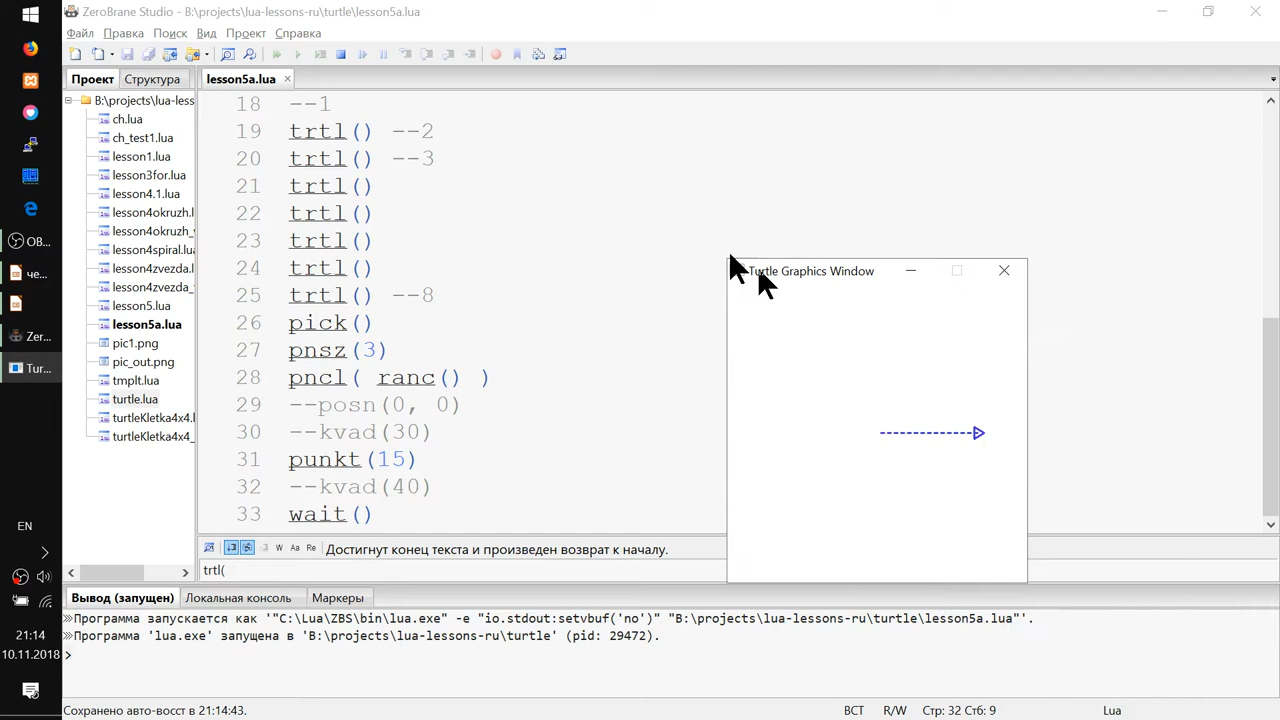 ZeroBrane Studio - B:\projects\lua-lessons-ru\turtle\lesson5a.lua
Файл Правка Поиск Вид Проект Справка
Проект Структура
lesson5a.lua
B:\projects\lua-less
ch.lua
ch_test1.lua
lesson1.lua
lesson3for.lua
lesson4.1.lua
lesson4okruzh.l
lesson4okruzh_v
lesson4spiral.lua
lesson4zvezda.l
lesson4zvezda_
lesson5.lua
lesson5a.lua
pic1.png
pic_out.png
tmplt.lua
turtle.lua
turtleKletka4x4.l
turtleKletka4x4_
18 --1
19 trtl() --2
20 trtl() --3
21 trtl()
22 trtl()
23 trtl()
24 trtl()
25 trtl() --8
26 pick()
27 pnsz(3)
28 pncl( ranc() )
29 --posn(0, 0)
30 --kvad(30)
31 punkt(15)
32 --kvad(40)
33 wait()
Turtle Graphics Window
W Aa Re Достигнут конец текста и произведен возврат к началу.
trtl(
Вывод (запущен) Локальная консоль Маркеры
Программа запускается как '"C:\Lua\ZBS\bin\lua.exe" -e "io.stdout:setvbuf('no')" "B:\projects\lua-lessons-ru\turtle\lesson5a.lua"'.
Программа 'lua.exe' запущена в 'B:\projects\lua-lessons-ru\turtle' (pid: 29472).
Сохранено авто-восст в 21:14:43.
ВСТ R/W Стр: 32 Стб: 9 Lua
OB...
че...
Zer...
Tur...
EN
21:14
10.11.2018